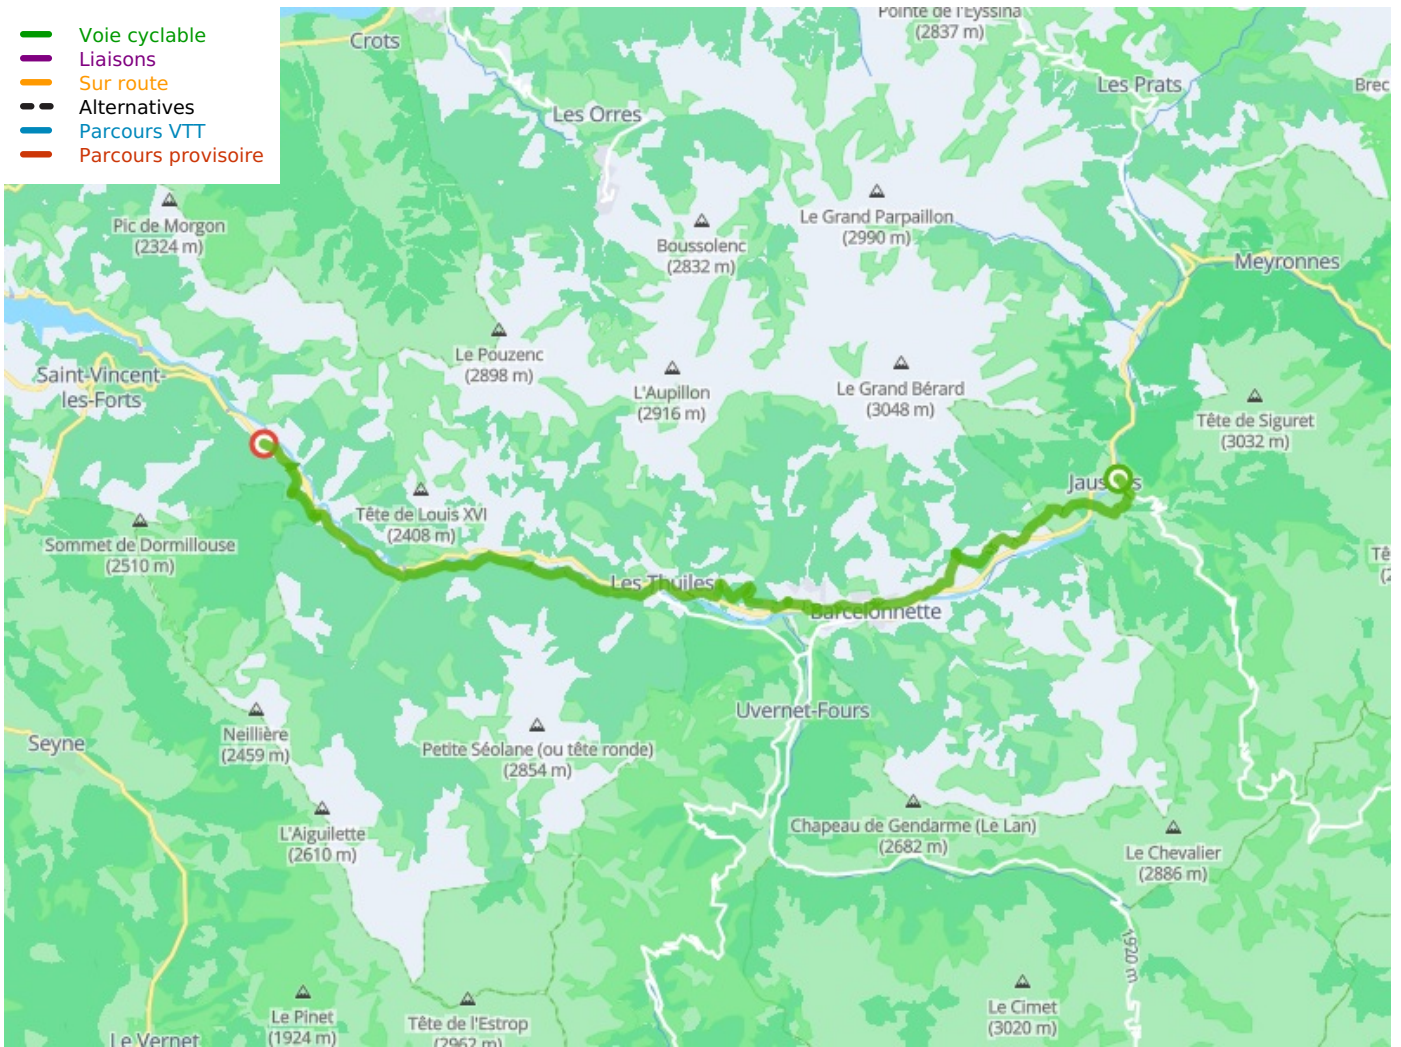 Voie cyclable
Liaisons
Sur route
Alternatives
Parcours VTT
Parcours provisoire
Crots
Pointe de l'Eyssina
(2837 m)
Les Prats
Brec
Les Orres
Pic de Morgon
(2324 m)
Le Grand Parpaillon
(2990 m)
Boussolenc
(2832 m)
Meyronnes
Le Pouzenc
(2898 m)
Saint-Vincent-
les-Forts
L'Aupillon
(2916 m)
Le Grand Bérard
(3048 m)
Tête de Siguret
(3032 m)
Tête de Louis XVI
(2408 m)
Sommet de Dormillouse
(2510 m)
Les Thuiles
Barcelonnette
Uvernet-Fours
Neillière
(2459 m)
Seyne
Petite Séolane (ou tête ronde)
(2854 m)
L'Aiguilette
(2610 m)
Chapeau de Gendarme (Le Lan)
(2682 m)
Le Chevalier
(2886 m)
1920 m
Le Cimet
(3020 m)
Le Pinet
(1924 m)
Tête de l'Estrop
(2962 m)
Le Vernet